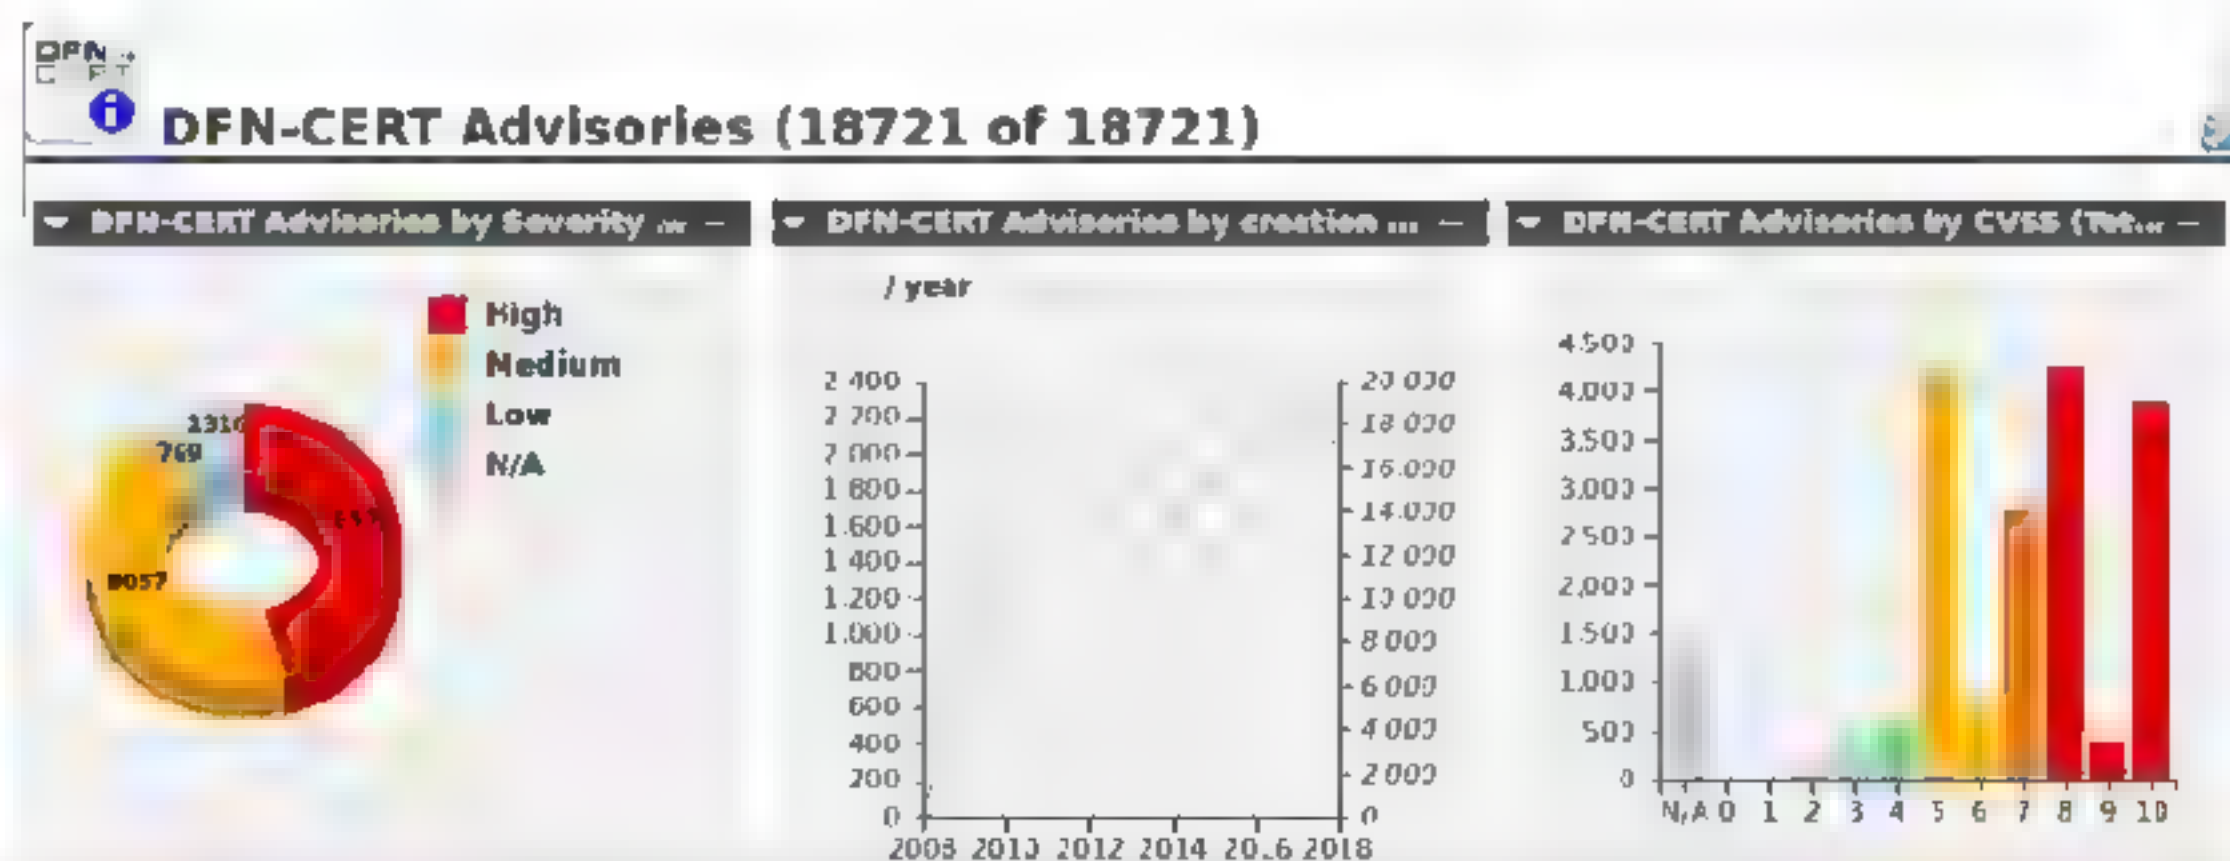 DFN
DFN-CERT Advisories (18721 of 18721)
DFN-CERT Advisories by Severity ...
DFN-CERT Advisories by creation ...
DFN-CERT Advisories by CVSS (Tot...
High
Medium
Low
N/A
769
8057
/ year
2.400
2.000
1.800
1.600
1.400
1.200
1.000
800
600
400
200
0
20.000
18.000
16.000
14.000
12.000
10.000
8.000
6.000
4.000
2.000
0
2008 2010 2012 2014 2016 2018
4.500
4.000
3.500
3.000
2.500
2.000
1.500
1.000
500
0
N/A 0 1 2 3 4 5 6 7 8 9 10